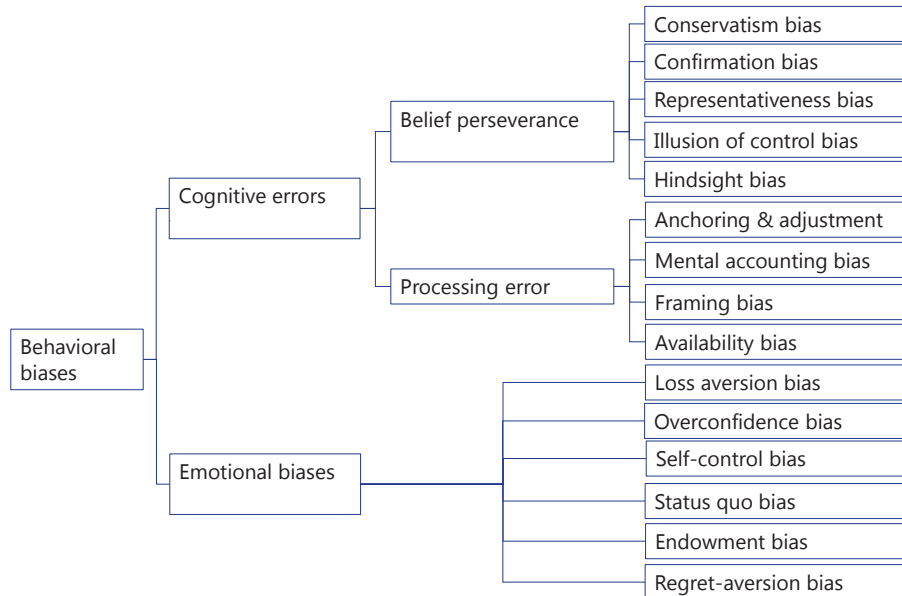 Conservatism bias
Confirmation bias
Belief perseverance
Representativeness bias
Illusion of control bias
Hindsight bias
Cognitive errors
Anchoring & adjustment
Mental accounting bias
Processing error
Framing bias
Availability bias
Behavioral
biases
Loss aversion bias
Overconfidence bias
Emotional biases
Self-control bias
Status quo bias
Endowment bias
Regret-aversion bias